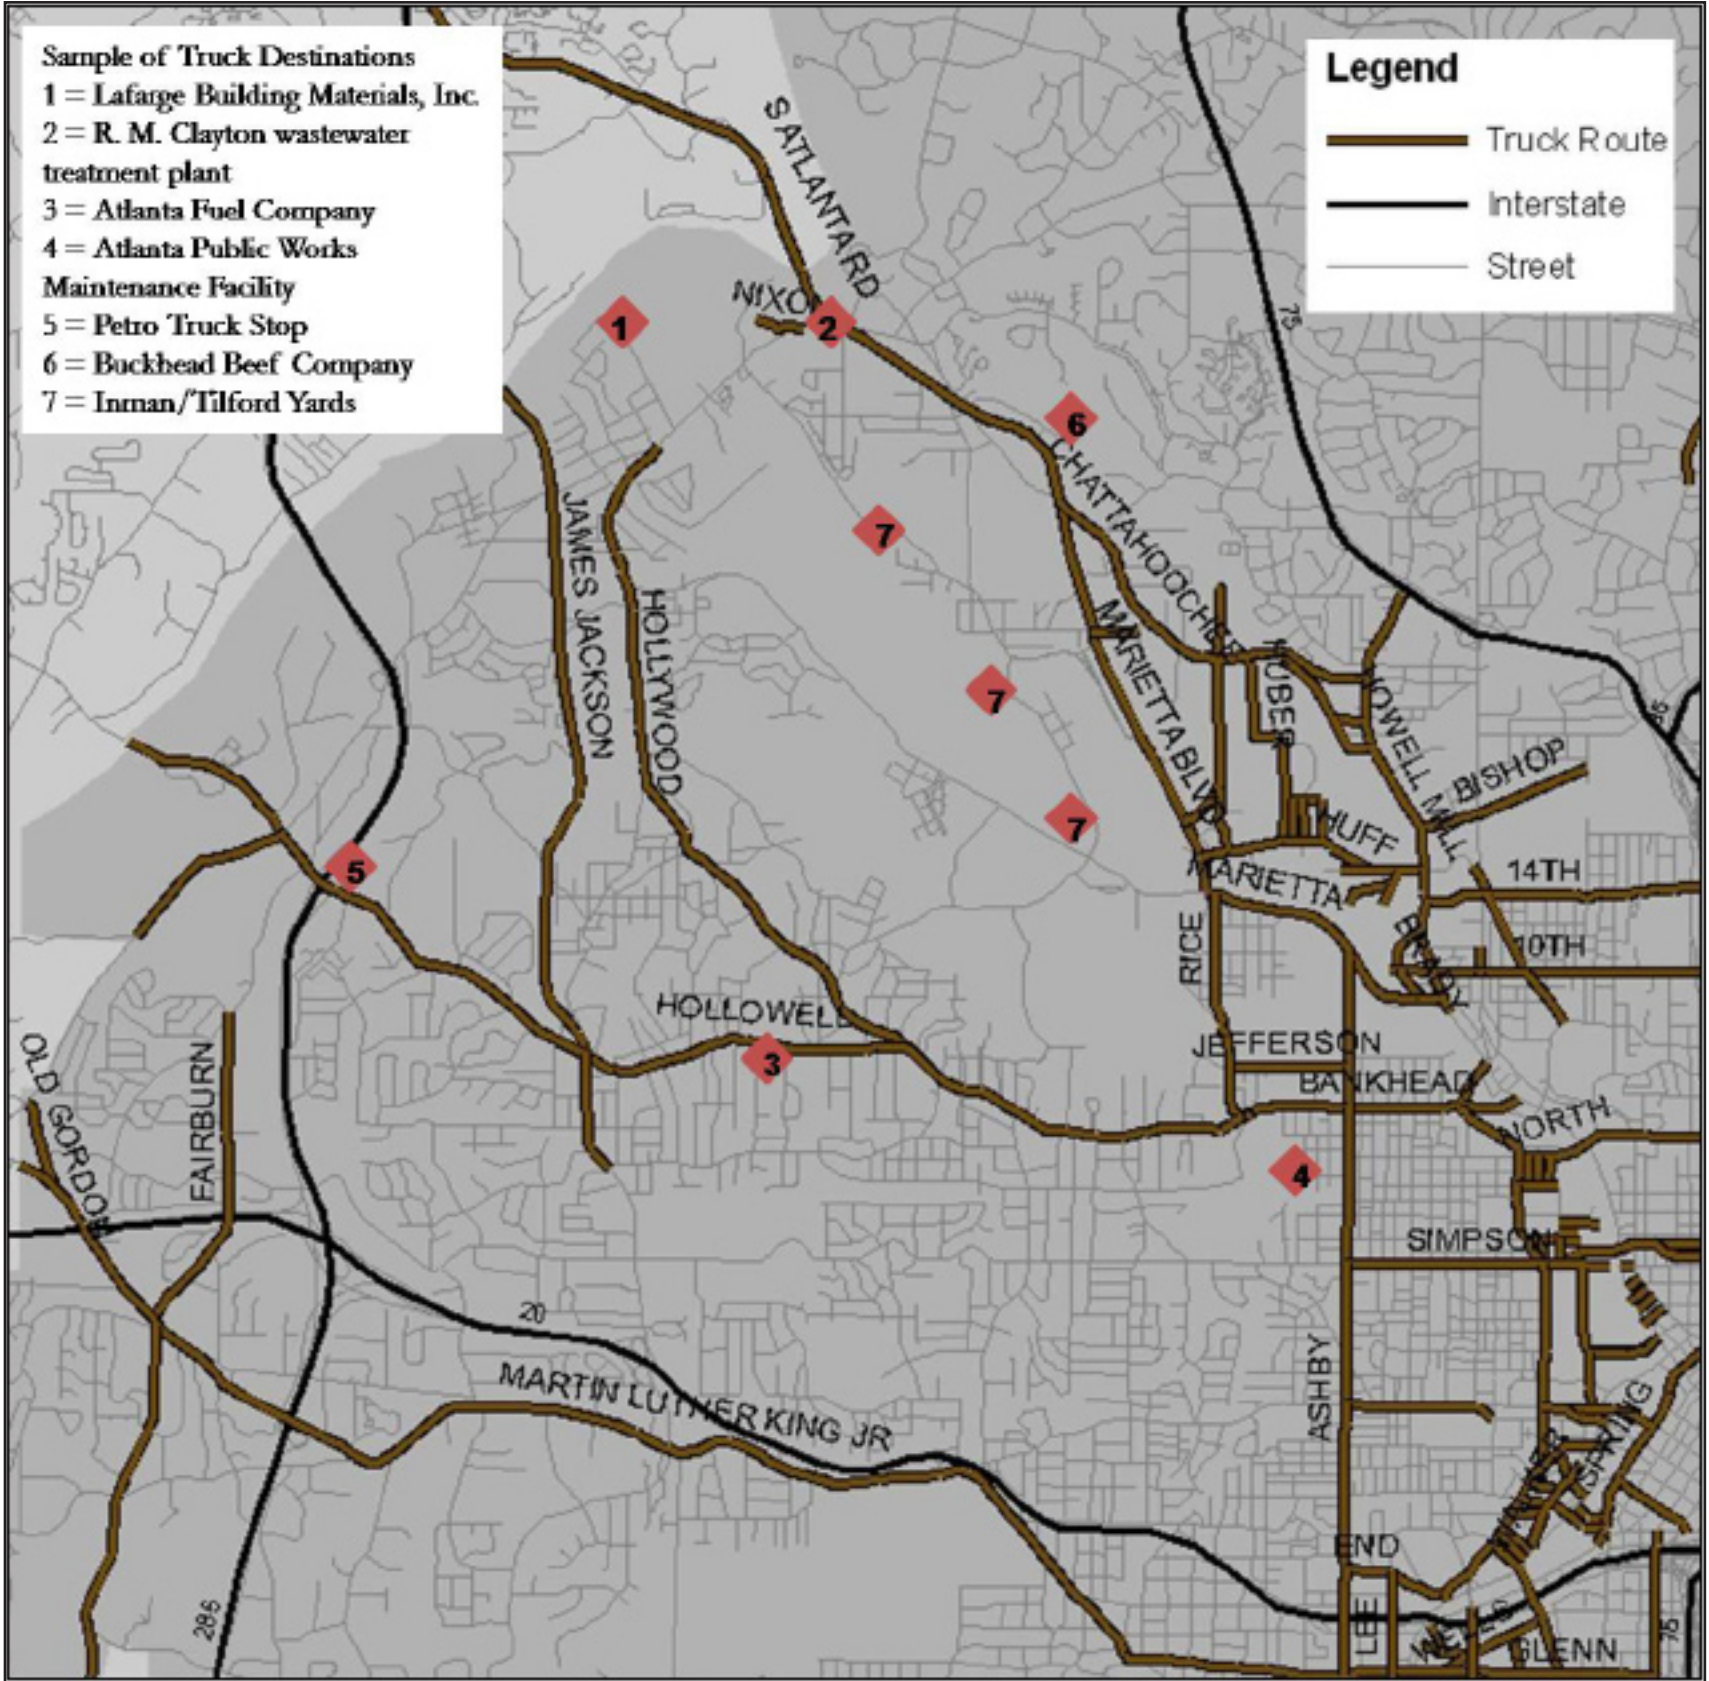 Sample of Truck Destinations
1 = Lafarge Building Materials, Inc.
2 = R. M. Clayton wastewater
treatment plant
3 = Atlanta Fuel Company
4 = Atlanta Public Works
Maintenance Facility
5 = Petro Truck Stop
6 = Buckhead Beef Company
7 = Inman/Tilford Yards
Legend
Truck Route
Interstate
Street
S ATLANTA RD
NIXON
75
1
2
6
CHATTAHOOCHEE
7
JAMES JACKSON
HOLLYWOOD
MARIETTA BLVD
HUBER
HOWELL MILL
7
BISHOP
7
HUFF
5
MARIETTA
14TH
RICE
BRADY
10TH
HOLLOWELL
3
JEFFERSON
BANKHEAD
NORTH
OLD GORDON
FAIRBURN
4
SIMPSON
20
MARTIN LUTHER KING JR
ASHBY
SPRING
END
285
LEE
GLENN
75